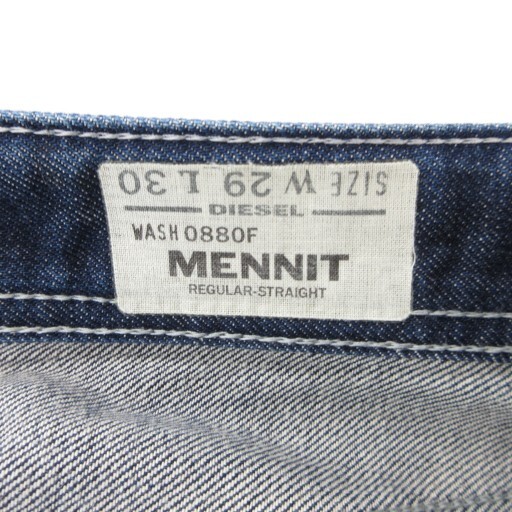 SIZE W 29 L 30
DIESEL
WASH 0880F
MENNIT
REGULAR-STRAIGHT